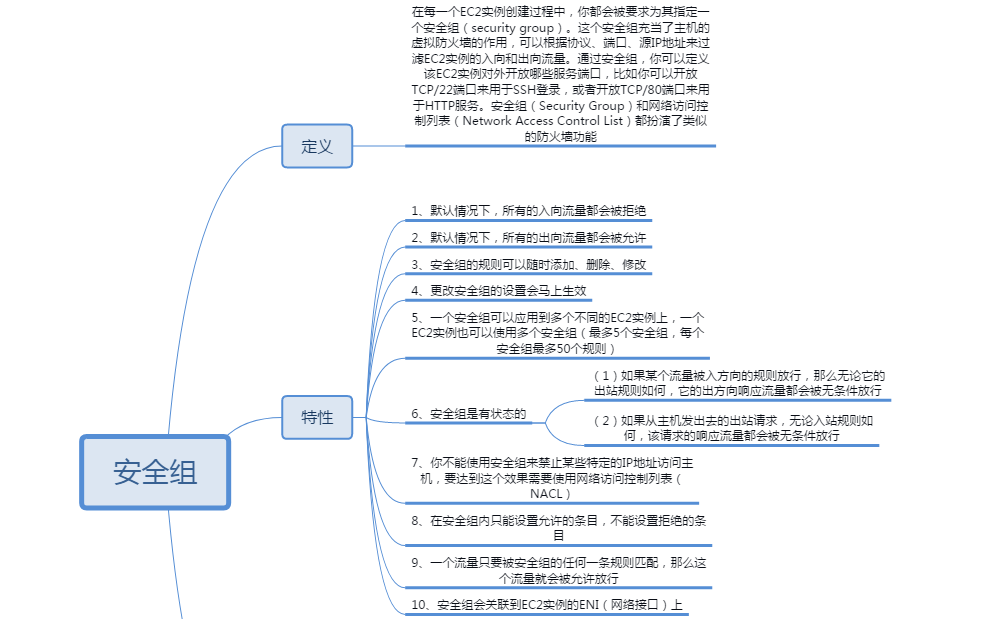 在每一个EC2实例创建过程中，你都会被要求为其指定一
个安全组（security group）。这个安全组充当了主机的
虚拟防火墙的作用，可以根据协议、端口、源IP地址来过
滤EC2实例的入向和出向流量。通过安全组，你可以定义
该EC2实例对外开放哪些服务端口，比如你可以开放
TCP/22端口来用于SSH登录，或者开放TCP/80端口来用
于HTTP服务。安全组（Security Group）和网络访问控
制列表（Network Access Control List）都扮演了类似
的防火墙功能
定义
1、默认情况下，所有的入向流量都会被拒绝
2、默认情况下，所有的出向流量都会被允许
3、安全组的规则可以随时添加、删除、修改
4、更改安全组的设置会马上生效
5、一个安全组可以应用到多个不同的EC2实例上，一个
EC2实例也可以使用多个安全组（最多5个安全组，每个
安全组最多50个规则）
（1）如果某个流量被入方向的规则放行，那么无论它的
出站规则如何，它的出方向响应流量都会被无条件放行
特性
6、安全组是有状态的
（2）如果从主机发出去的出站请求，无论入站规则如
何，该请求的响应流量都会被无条件放行
安全组
7、你不能使用安全组来禁止某些特定的IP地址访问主
机，要达到这个效果需要使用网络访问控制列表（
NACL）
8、在安全组内只能设置允许的条目，不能设置拒绝的条
目
9、一个流量只要被安全组的任何一条规则匹配，那么这
个流量就会被允许放行
10、安全组会关联到EC2实例的ENI（网络接口）上